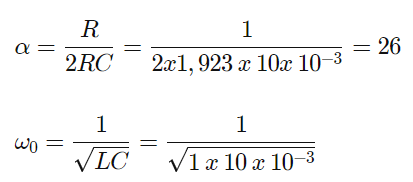 α = R / 2RC = 1 / 2x1, 923 x 10x 10⁻³ = 26
ω₀ = 1 / √LC = 1 / √1 x 10 x 10⁻³